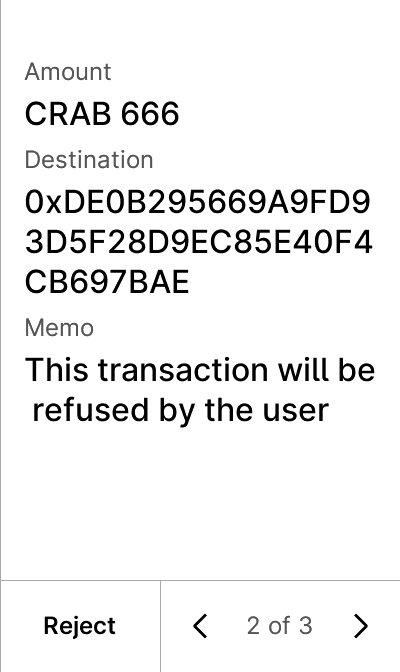 Amount
CRAB 666
Destination
0xDE0B295669A9FD9
3D5F28D9EC85E40F4
CB697BAE
Memo
This transaction will be
refused by the user
Reject
2 of 3